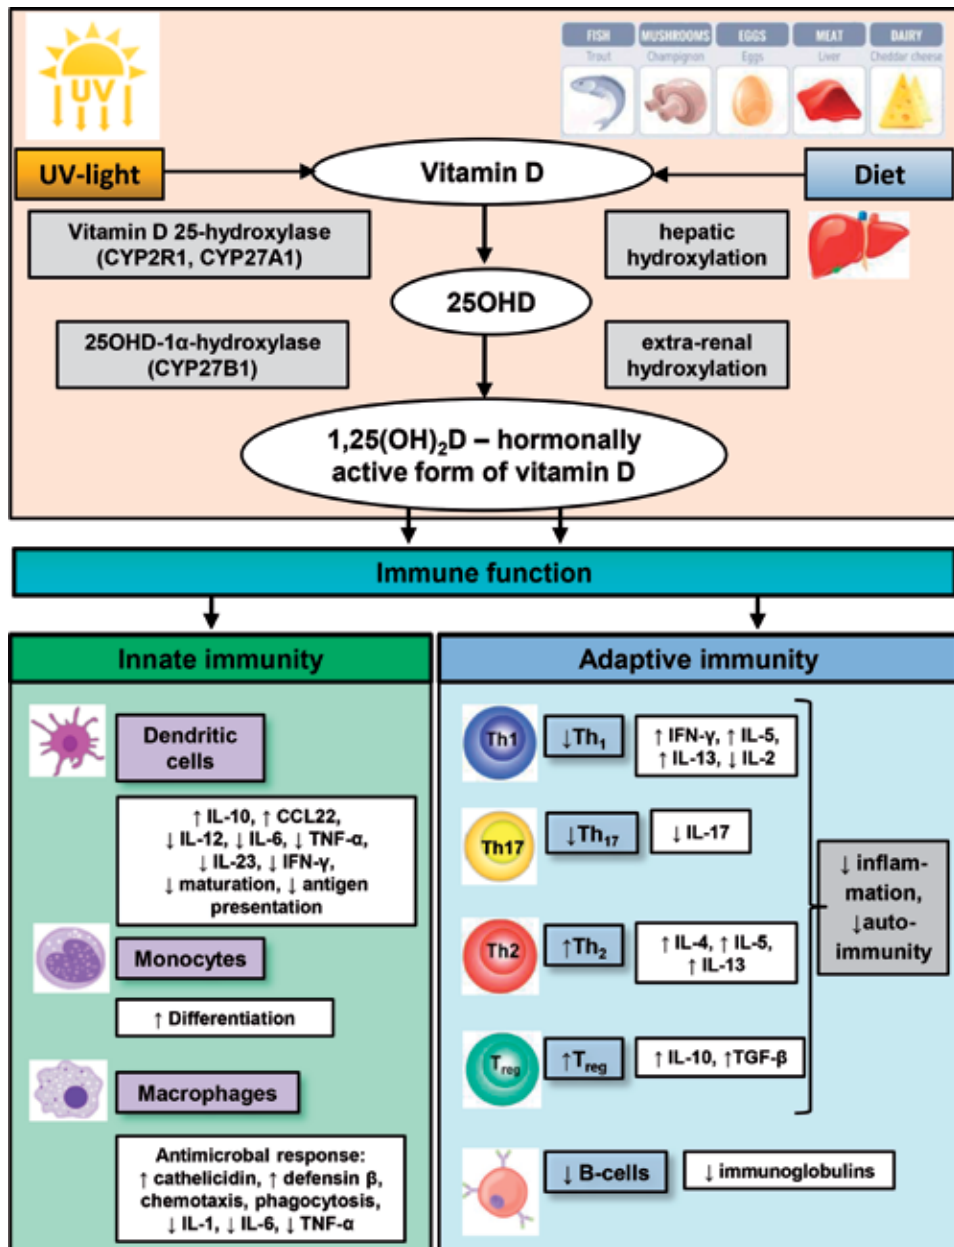 FISH MUSHROOMS EGGS MEAT DAIRY
Trout Champignon Eggs Liver Cheddar cheese
UV
UV-light
Vitamin D
Diet
Vitamin D 25-hydroxylase
(CYP2R1, CYP27A1)
hepatic
hydroxylation
25OHD
25OHD-1α-hydroxylase
(CYP27B1)
extra-renal
hydroxylation
1,25(OH)₂D – hormonally
active form of vitamin D
Immune function
Innate immunity
Dendritic
cells
↑ IL-10, ↑ CCL22,
↓ IL-12, ↓ IL-6, ↓ TNF-α,
↓ IL-23, ↓ IFN-γ,
↓ maturation, ↓ antigen
presentation
Monocytes
↑ Differentiation
Macrophages
Antimicrobial response:
↑ cathelicidin, ↑ defensin β,
chemotaxis, phagocytosis,
↓ IL-1, ↓ IL-6, ↓ TNF-α
Adaptive immunity
Th1
↓Th₁
↑ IFN-γ, ↑ IL-5,
↑ IL-13, ↓ IL-2
Th17
↓Th₁₇
↓ IL-17
Th2
↑Th₂
↑ IL-4, ↑ IL-5,
↑ IL-13
Treg
↑Treg
↑ IL-10, ↑TGF-β
↓ inflam-
mation,
↓auto-
immunity
↓ B-cells
↓ immunoglobulins